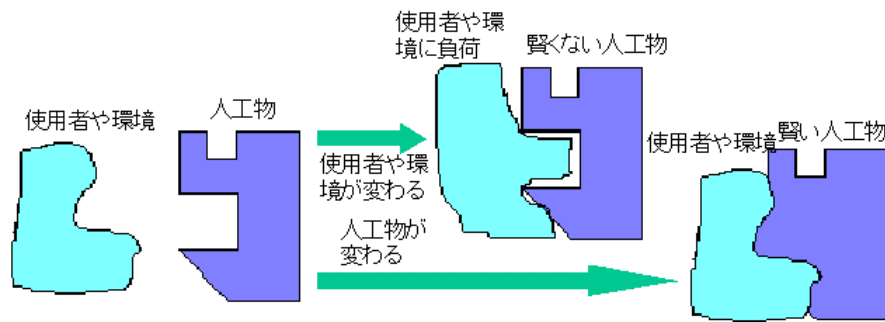 使用者や環境
人工物
使用者や環
境が変わる
人工物が
変わる
使用者や環
境に負荷
賢くない人工物
使用者や環境
賢い人工物